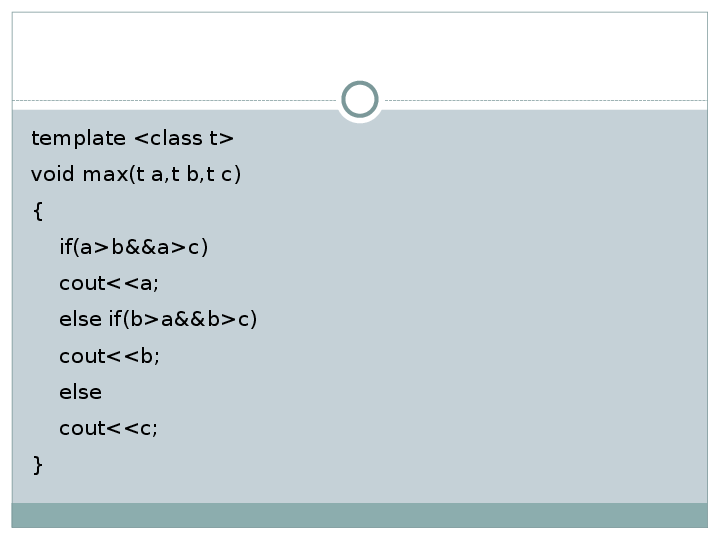 template <class t>
void max(t a,t b,t c)
{
if(a>b&&a>c)
cout<<a;
else if(b>a&&b>c)
cout<<b;
else
cout<<c;
}